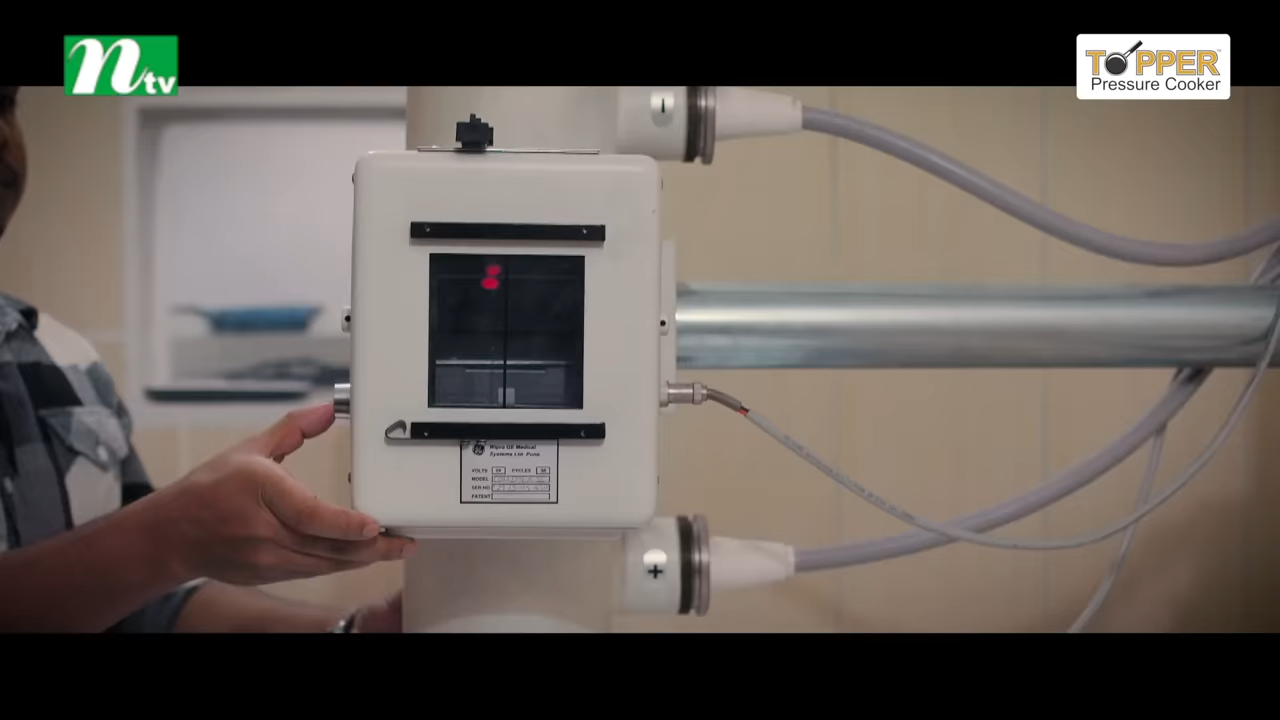 ntv
TOPPER
Pressure Cooker
Wipro GE Medical
Systems Ltd Pune
VOLTS
CYCLES
MODEL
SER NO
PATENT
+